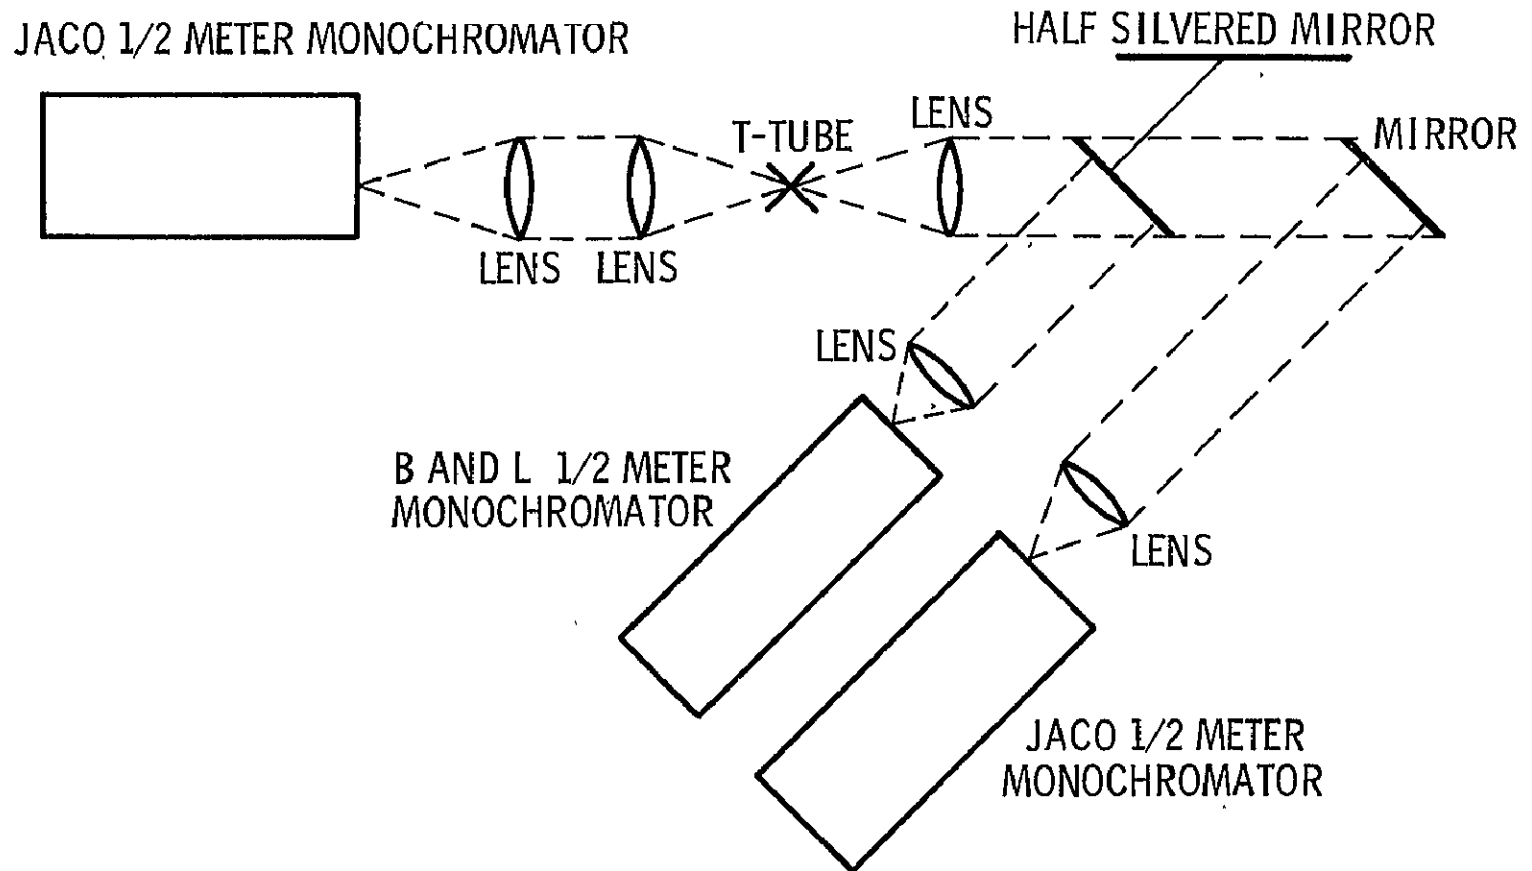 JACO 1/2 METER MONOCHROMATOR
HALF SILVERED MIRROR
LENS
T-TUBE
MIRROR
LENS
LENS
LENS
B AND L 1/2 METER
MONOCHROMATOR
LENS
JACO 1/2 METER
MONOCHROMATOR